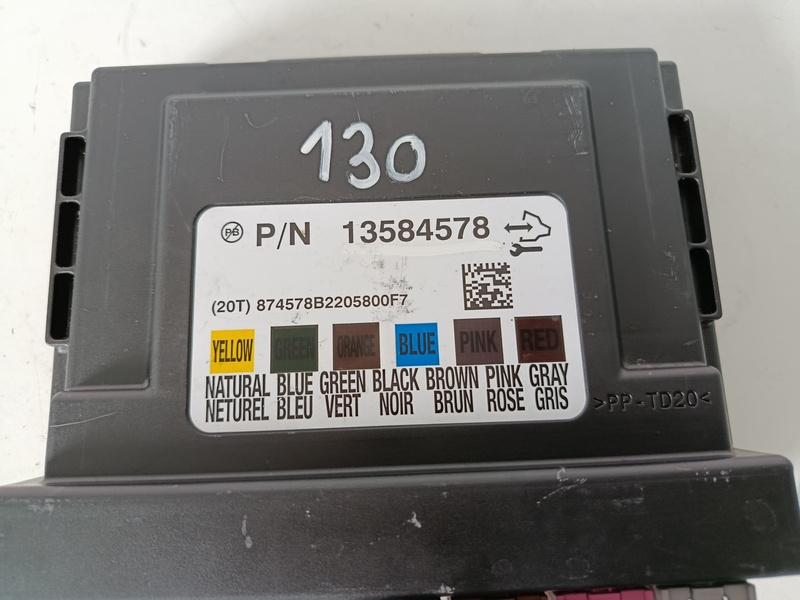 130
PB P/N 13584578
(20T) 874578B2205800F7
YELLOW GREEN ORANGE BLUE PINK RED
NATURAL BLUE GREEN BLACK BROWN PINK GRAY
NETUREL BLEU VERT NOIR BRUN ROSE GRIS
>PP-TD20<